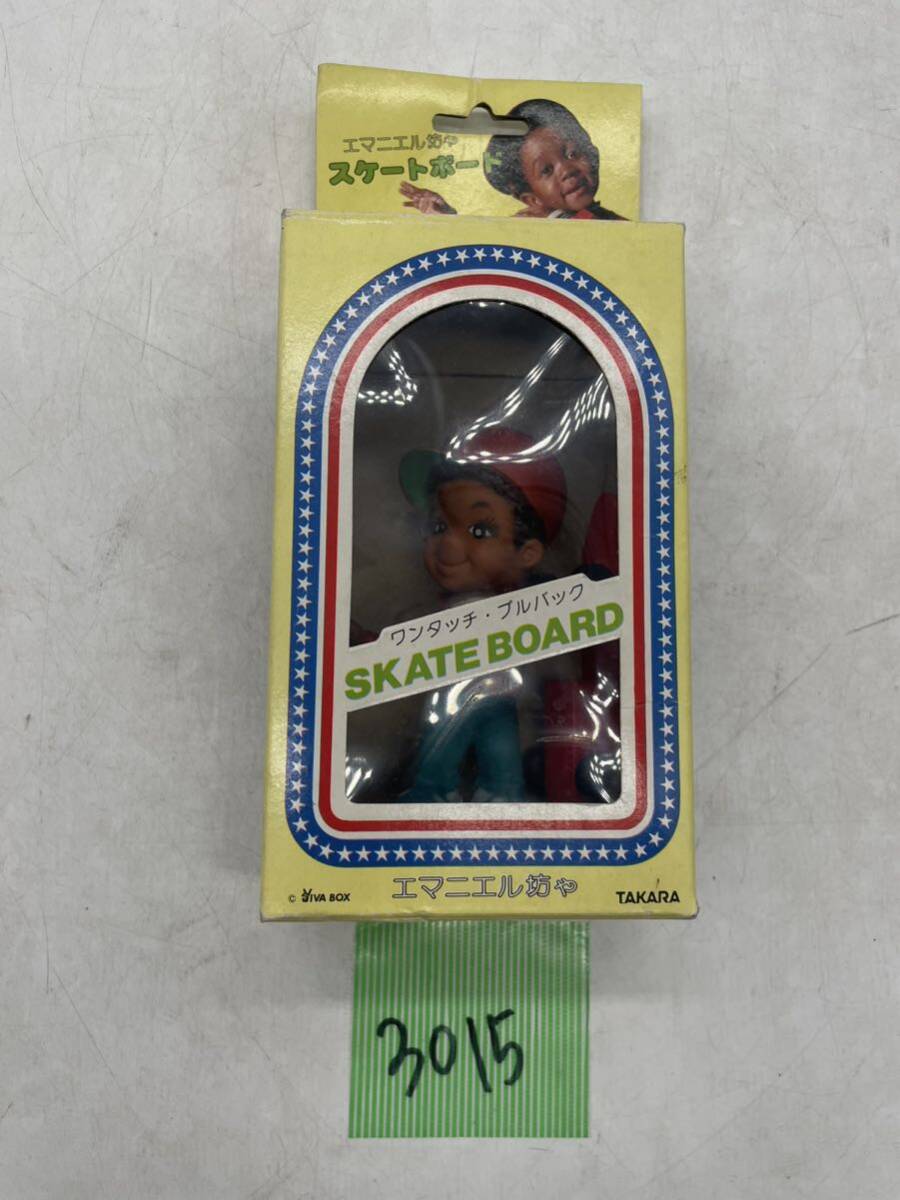 エマニエル坊や
スケートボード
ワンタッチ・プルバック
SKATE BOARD
エマニエル坊や
© VIVA BOX
TAKARA
3015